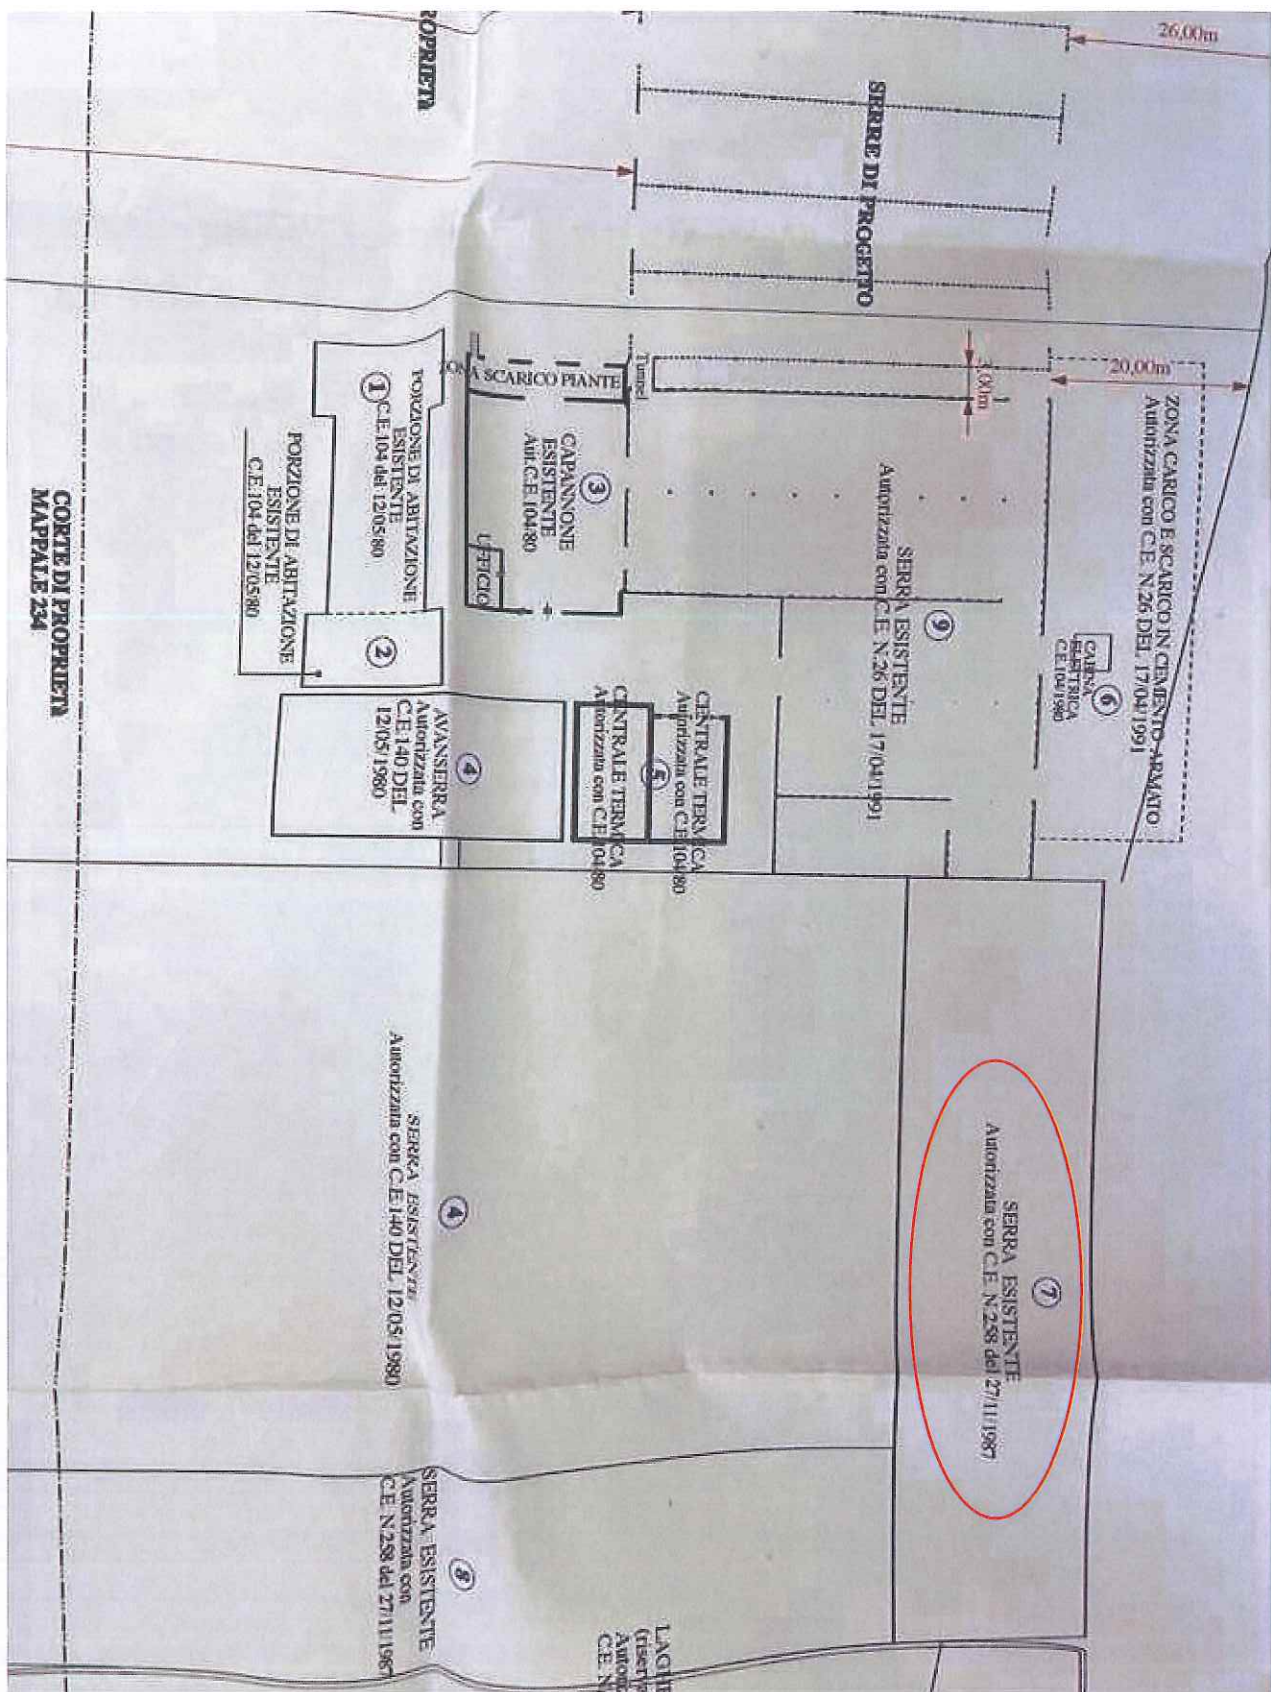 26,00m
OPRIETà
SERRE DI PROGETTO
20,00m
ZONA CARICO E SCARICO IN CEMENTO ARMATO
Autorizzata con C.E. N.26 DEL 17/04/1991
,00m
Tunnel
ZONA SCARICO PIANTE
PORZIONE DI ABITAZIONE
ESISTENTE
1
C.E.104 del 12/05/80
3
CAPANNONE
ESISTENTE
Aut.C.E.104/80
UFFICIO
9
SERRA ESISTENTE
Autorizzata con C.E. N.26 DEL 17/04/1991
6
CABINA
ELETTRICA
C.E.104/1980
PORZIONE DI ABITAZIONE
ESISTENTE
C.E.104 del 12/05/80
2
CORTE DI PROPRIETà
MAPPALE 234
4
AVANSERRA
Autorizzata con
C.E.140 DEL
12/05/1980
CENTRALE TERMICA
Autorizzata con C.E.104/80
5
CENTRALE TERMICA
Autorizzata con C.E.104/80
7
SERRA ESISTENTE
Autorizzata con C.E. N.258 del 27/11/1987
4
SERRA ESISTENTE
Autorizzata con C.E.140 DEL 12/05/1980
8
SERRA ESISTENTE
Autorizzata con
C.E. N.258 del 27/11/1987
LAGHE
(riserva
Autoriz
C.E. N.